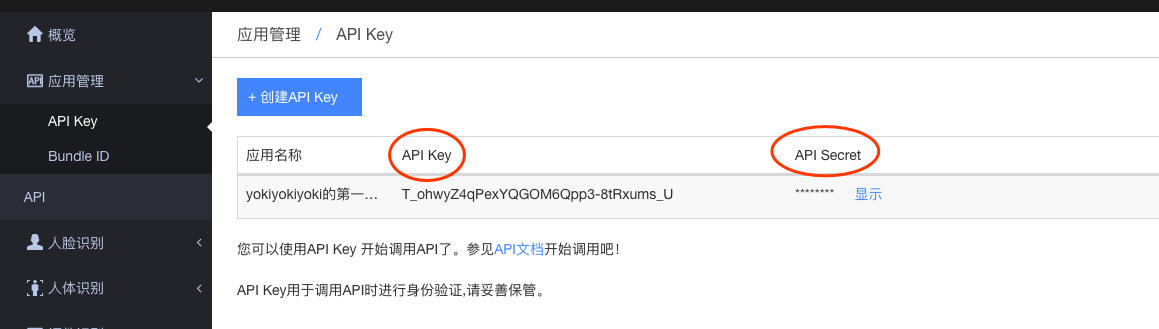 概览
应用管理
API Key
Bundle ID
API
人脸识别
人体识别
应用管理 / API Key
+ 创建API Key
应用名称 API Key API Secret
yokiyokiyoki的第一... T_ohwyZ4qPexYQGOM6Qpp3-8tRxums_U ******** 显示
您可以使用API Key 开始调用API了。参见API文档开始调用吧！
API Key用于调用API时进行身份验证,请妥善保管。